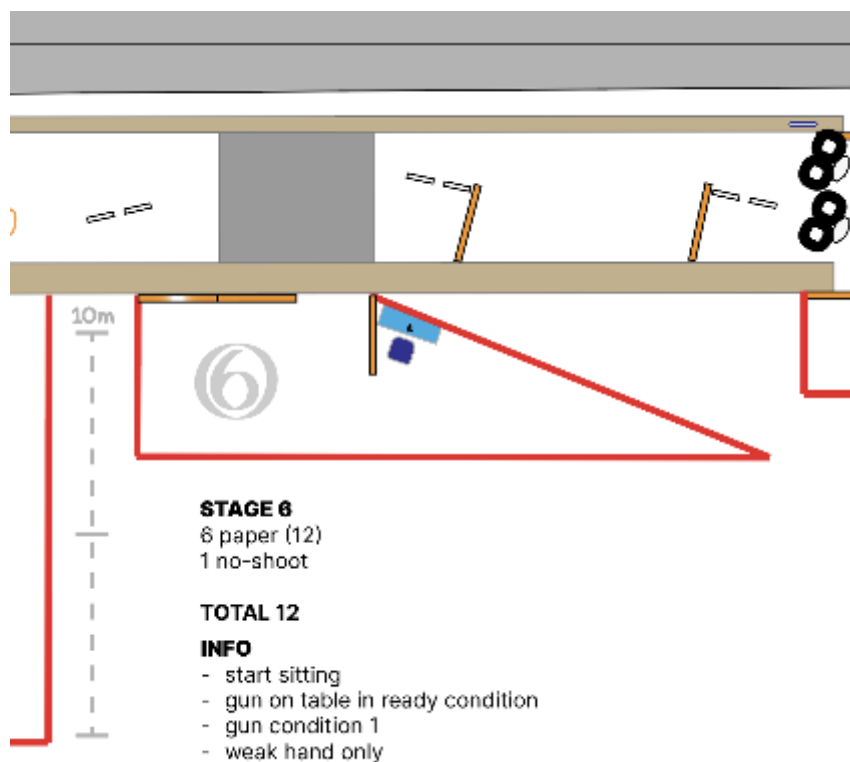 10m
6
STAGE 6
6 paper (12)
1 no-shoot
TOTAL 12
INFO
- start sitting
- gun on table in ready condition
- gun condition 1
- weak hand only